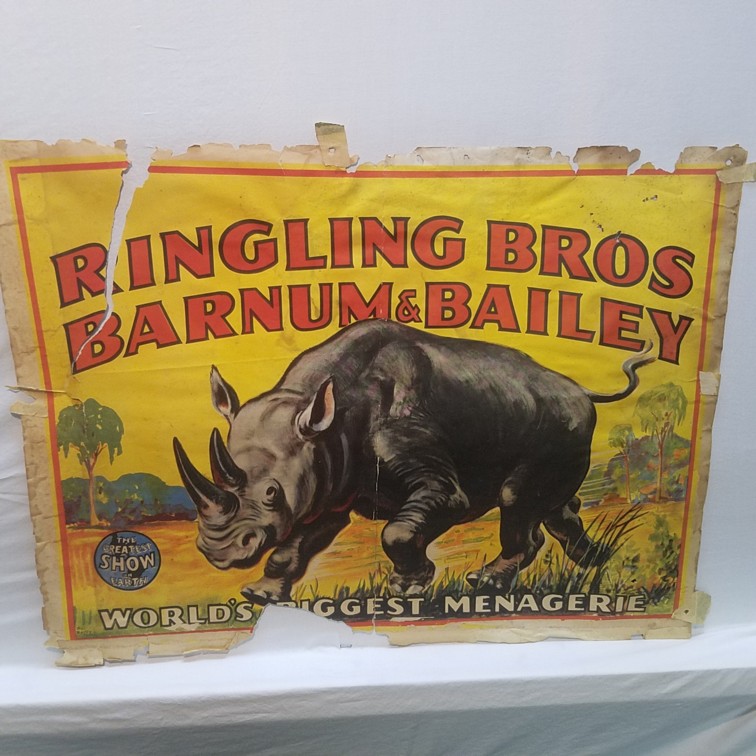 RINGLING BROS
BARNUM & BAILEY
THE
GREATEST
SHOW
ON
EARTH
WORLD'S BIGGEST MENAGERIE